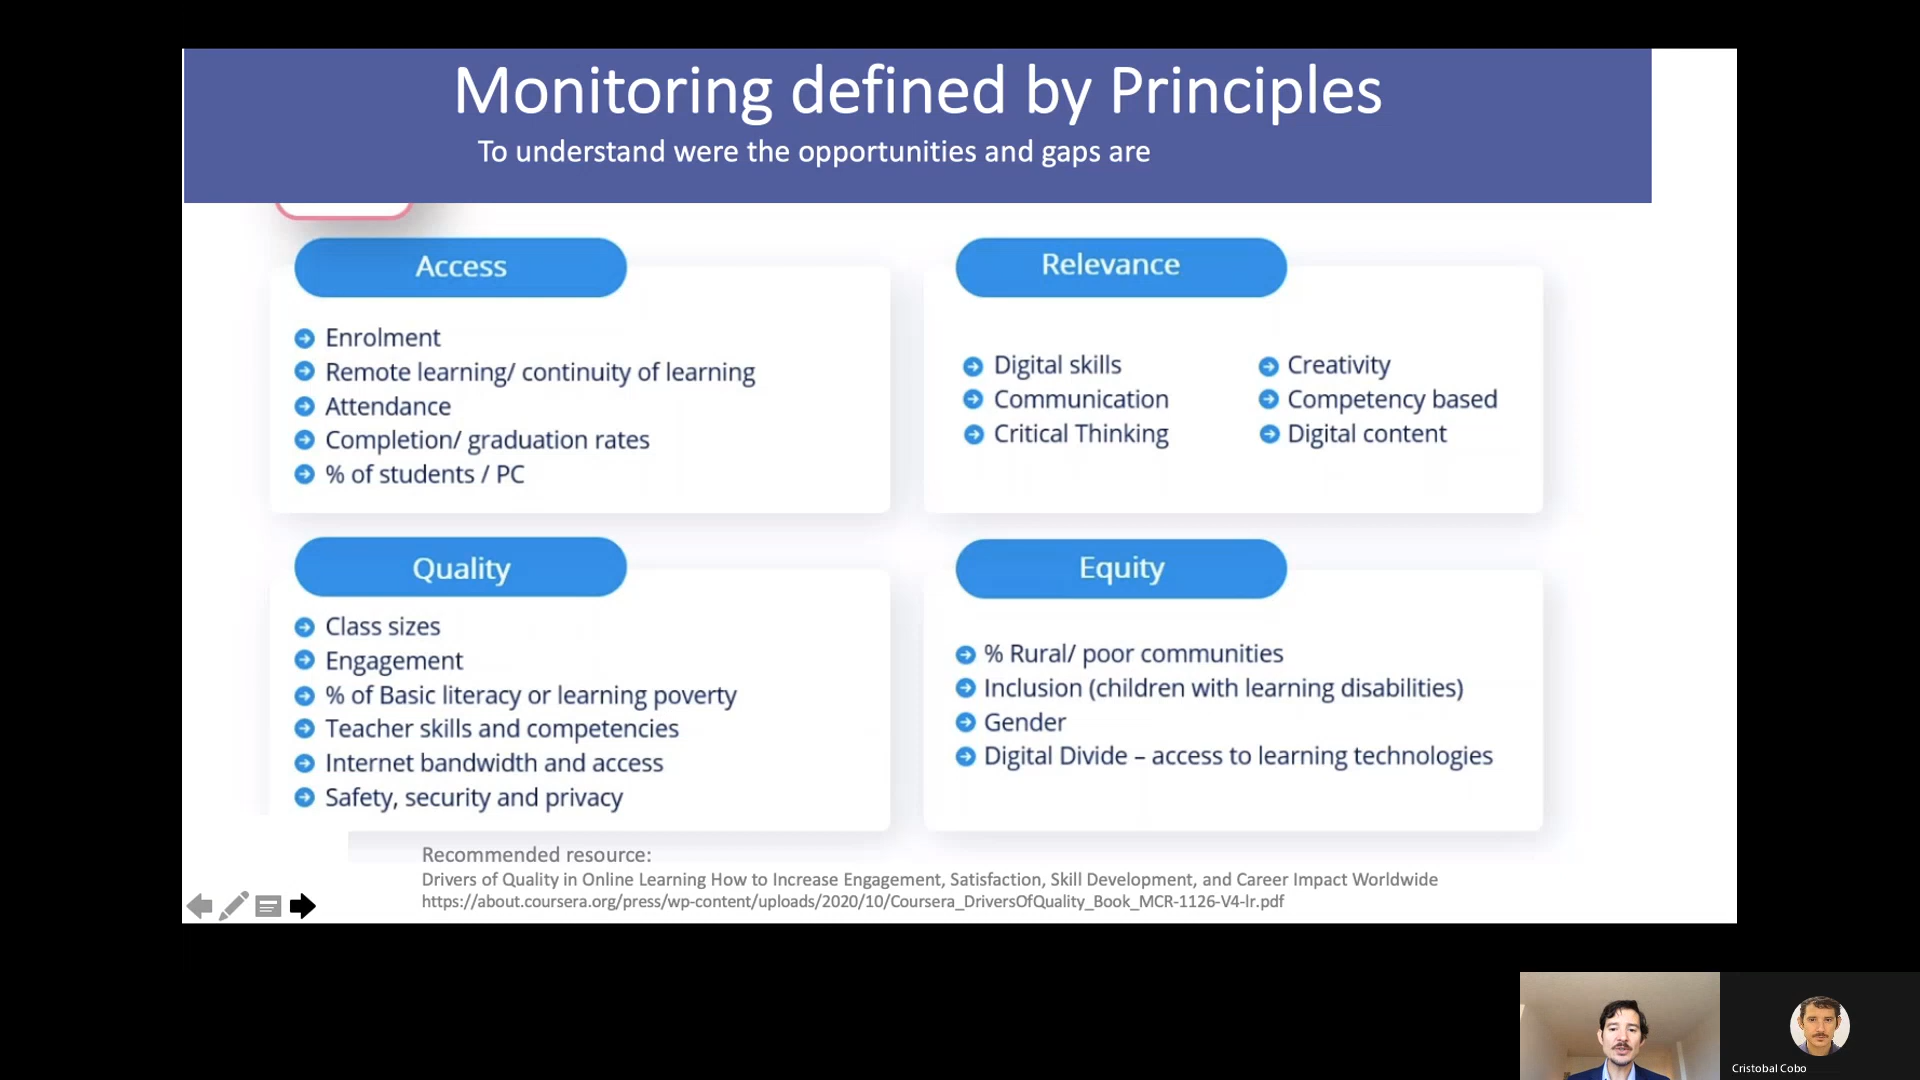 Monitoring defined by Principles
To understand were the opportunities and gaps are
Access
Enrolment
Remote learning/ continuity of learning
Attendance
Completion/ graduation rates
% of students / PC
Relevance
Digital skills
Communication
Critical Thinking
Creativity
Competency based
Digital content
Quality
Class sizes
Engagement
% of Basic literacy or learning poverty
Teacher skills and competencies
Internet bandwidth and access
Safety, security and privacy
Equity
% Rural/ poor communities
Inclusion (children with learning disabilities)
Gender
Digital Divide – access to learning technologies
Recommended resource:
Drivers of Quality in Online Learning How to Increase Engagement, Satisfaction, Skill Development, and Career Impact Worldwide
https://about.coursera.org/press/wp-content/uploads/2020/10/Coursera_DriversOfQuality_Book_MCR-1126-V4-lr.pdf
Cristobal Cobo